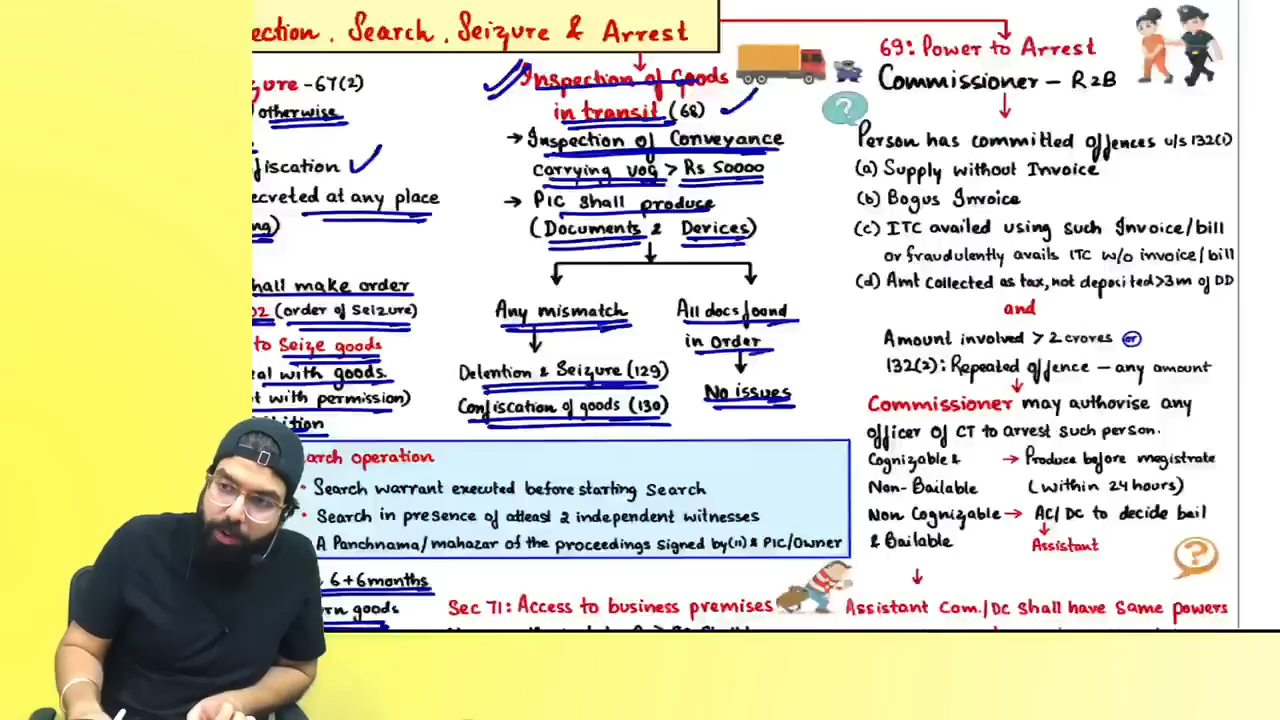 ection, Search, Seizure & Arrest
zure - 67(2)
otherwise
fiscation
ecreted at any place
ng)
hall make order
02 (order of Seizure)
to Seize goods
eal with goods.
t with permission)
ition
Inspection of Goods
in transit (68)
→ Inspection of Conveyance
carrying VOG > Rs 50000
→ PIC shall produce
(Documents & Devices)
Any mismatch
Detention & Seizure (129)
Confiscation of goods (130)
All docs found
in order
No issues
arch operation
• Search warrant executed before starting Search
• Search in presence of atleast 2 independent witnesses
A Panchnama/mahazar of the proceedings signed by (11) & PIC/Owner
6+6months
rn goods
Sec 71: Access to business premises
69: Power to Arrest
Commissioner - R2B
?
Person has committed offences u/s 132(1)
(a) Supply without Invoice
(b) Bogus Invoice
(c) ITC availed using such Invoice/bill
or fraudulently avails ITC w/o invoice/bill
(d) Amt collected as tax, not deposited >3m of DD
and
Amount involved > 2 crores or
132(2): Repeated offence - any amount
Commissioner may authorise any
officer of CT to arrest such person.
Cognizable & → Produce before megistrate
Non-Bailable (within 24 hours)
Non Cognizable → AC/DC to decide bail
& Bailable Assistant
?
Assistant Com./DC shall have same powers